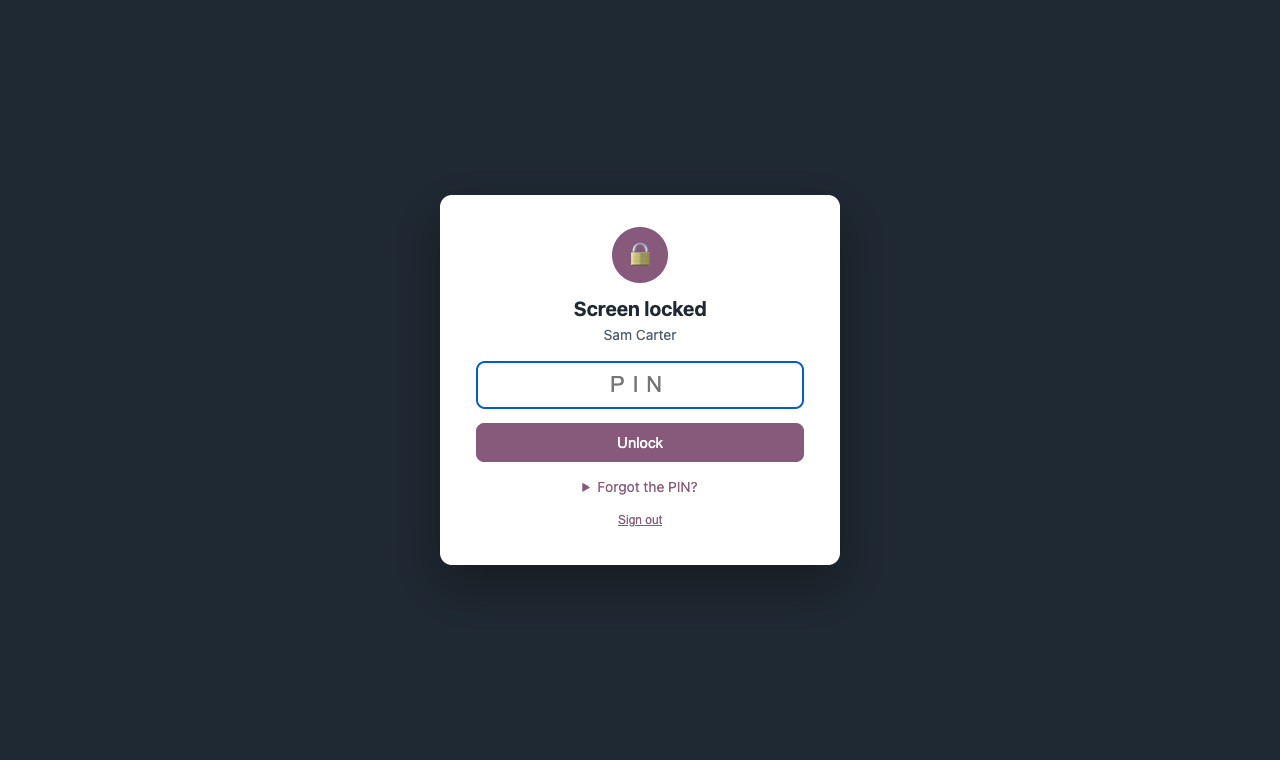 Screen locked
Sam Carter
PIN
Unlock
Forgot the PIN?
Sign out